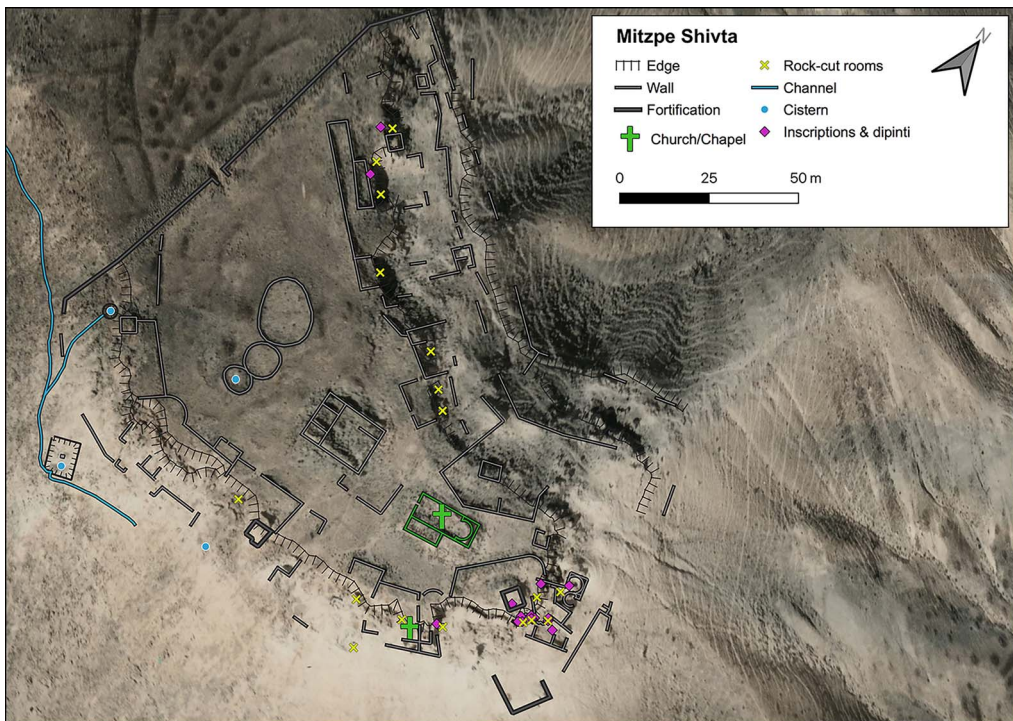 Mitzpe Shivta
Edge
Wall
Fortification
Church/Chapel
Rock-cut rooms
Channel
Cistern
Inscriptions & dipinti
0 25 50 m
N